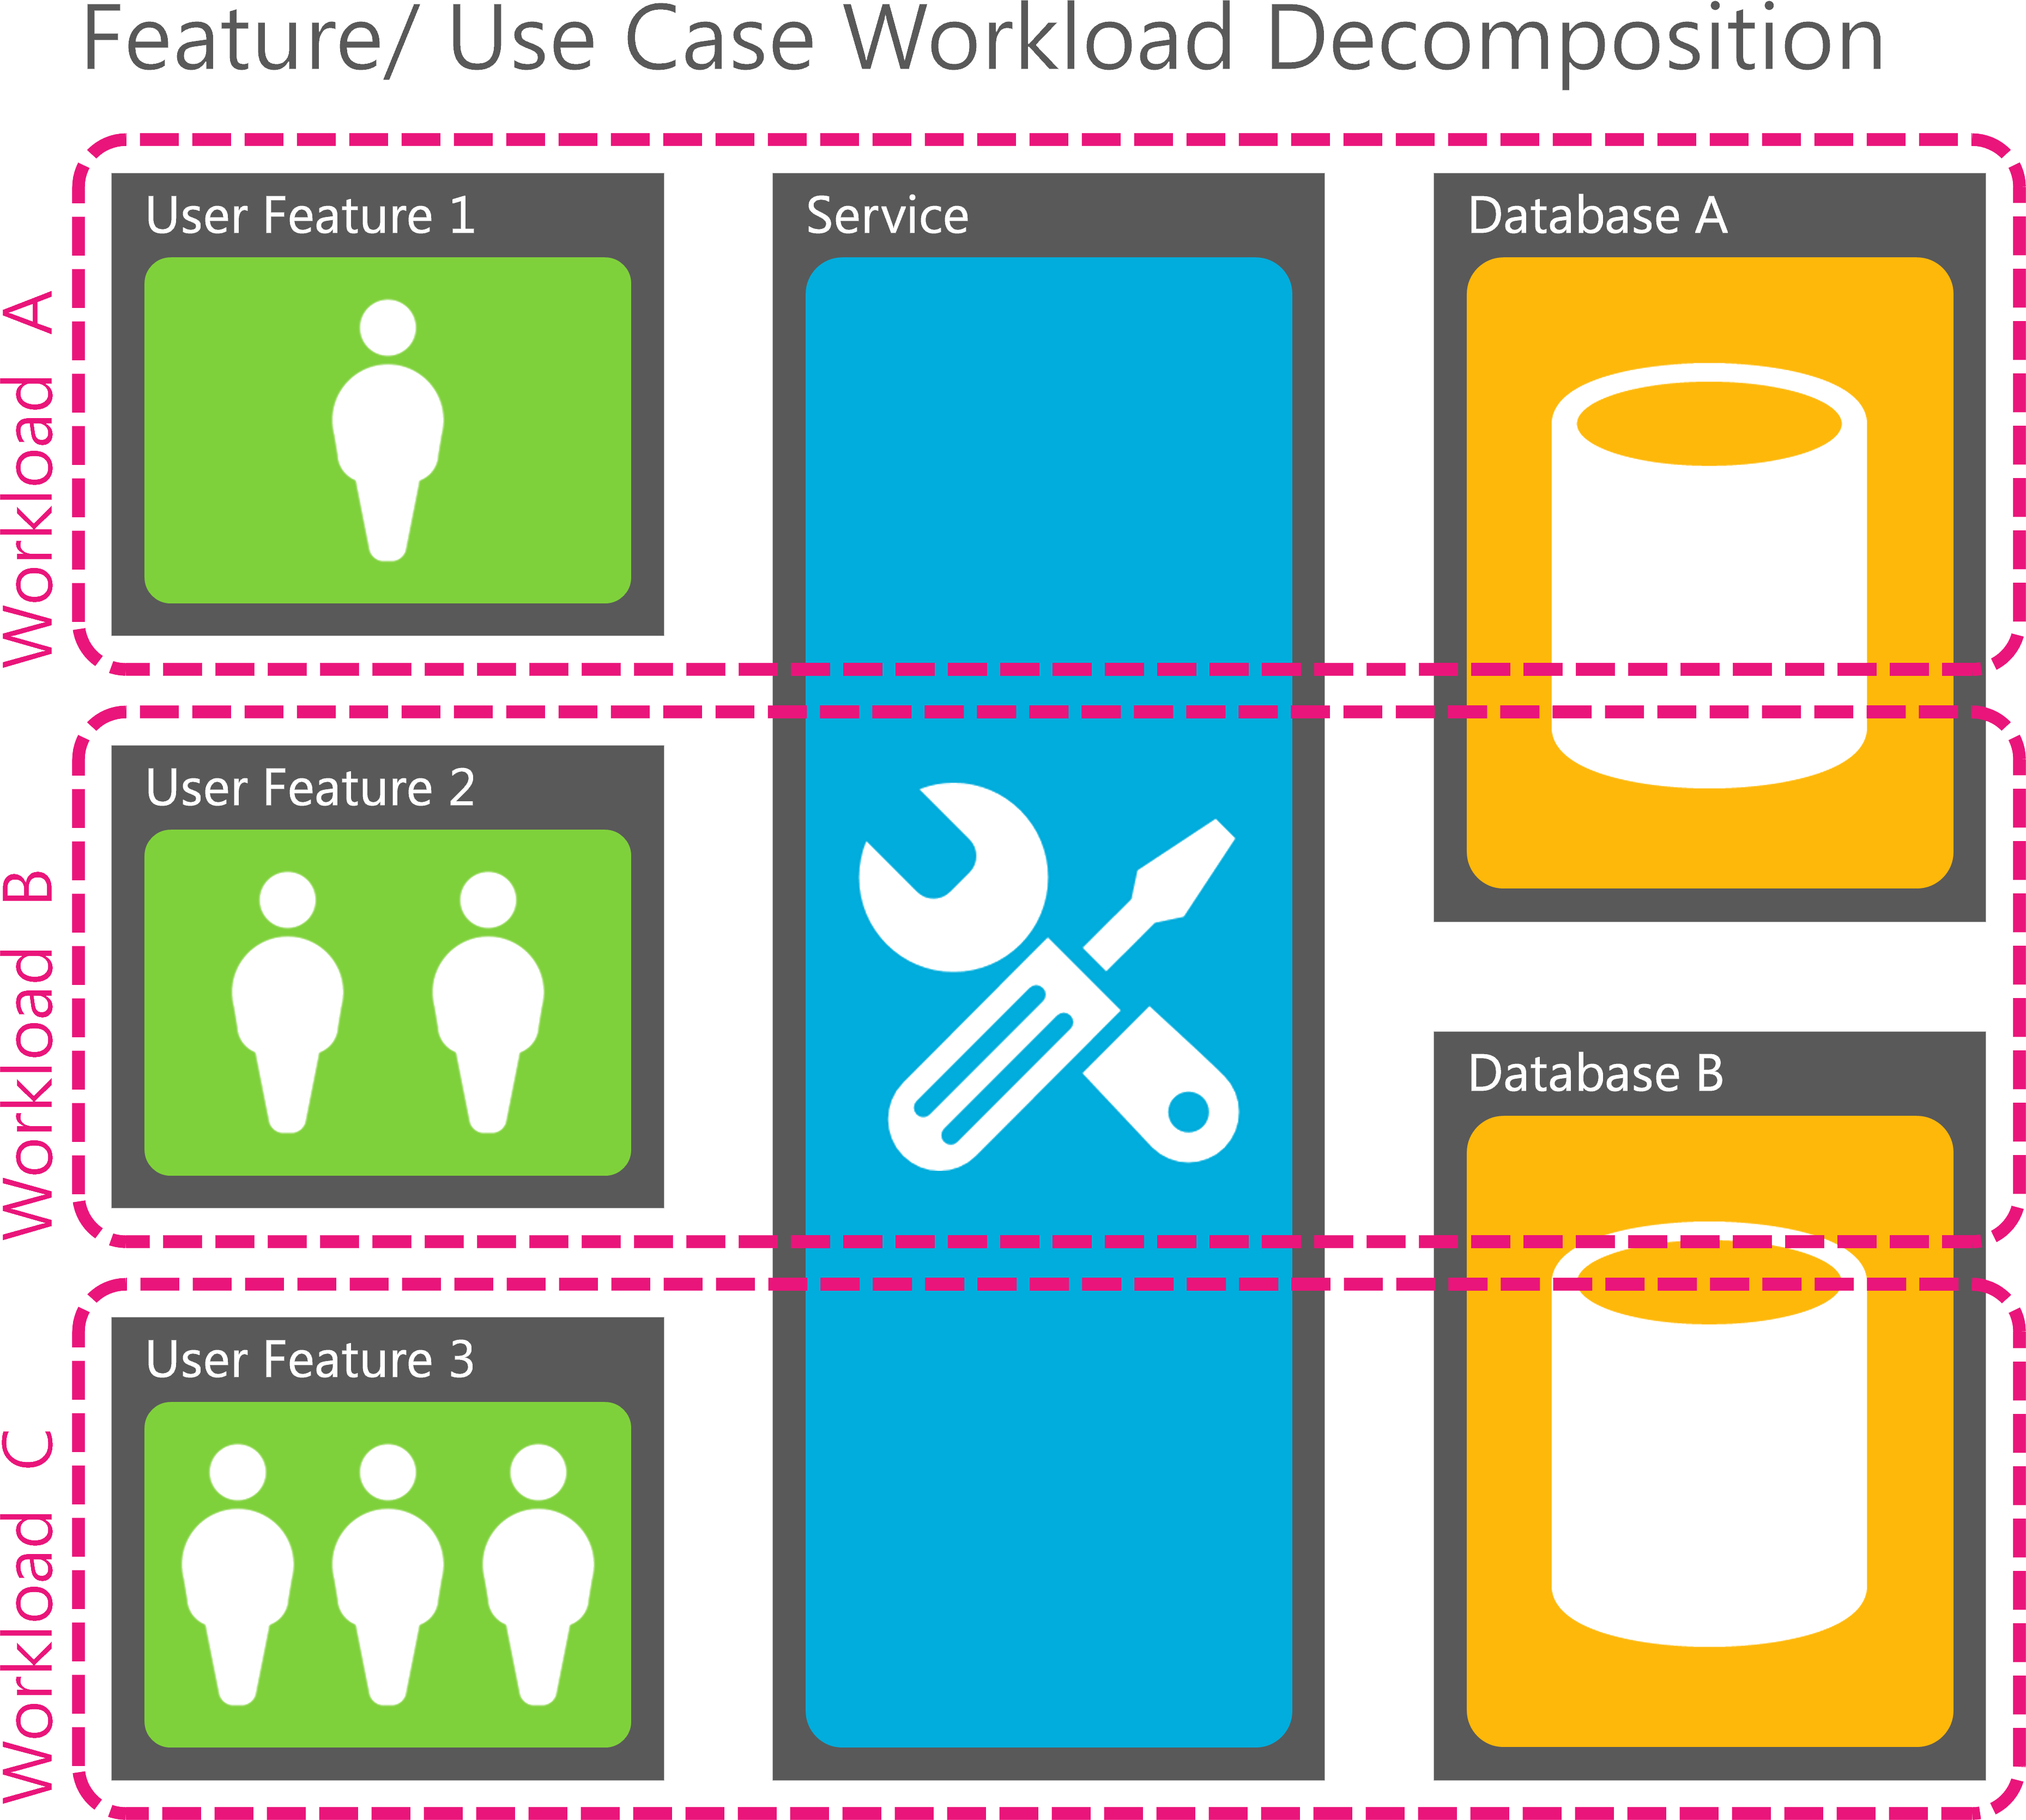 Feature/ Use Case Workload Decomposition
Workload A
User Feature 1
Service
Database A
Workload B
User Feature 2
Database B
Workload C
User Feature 3